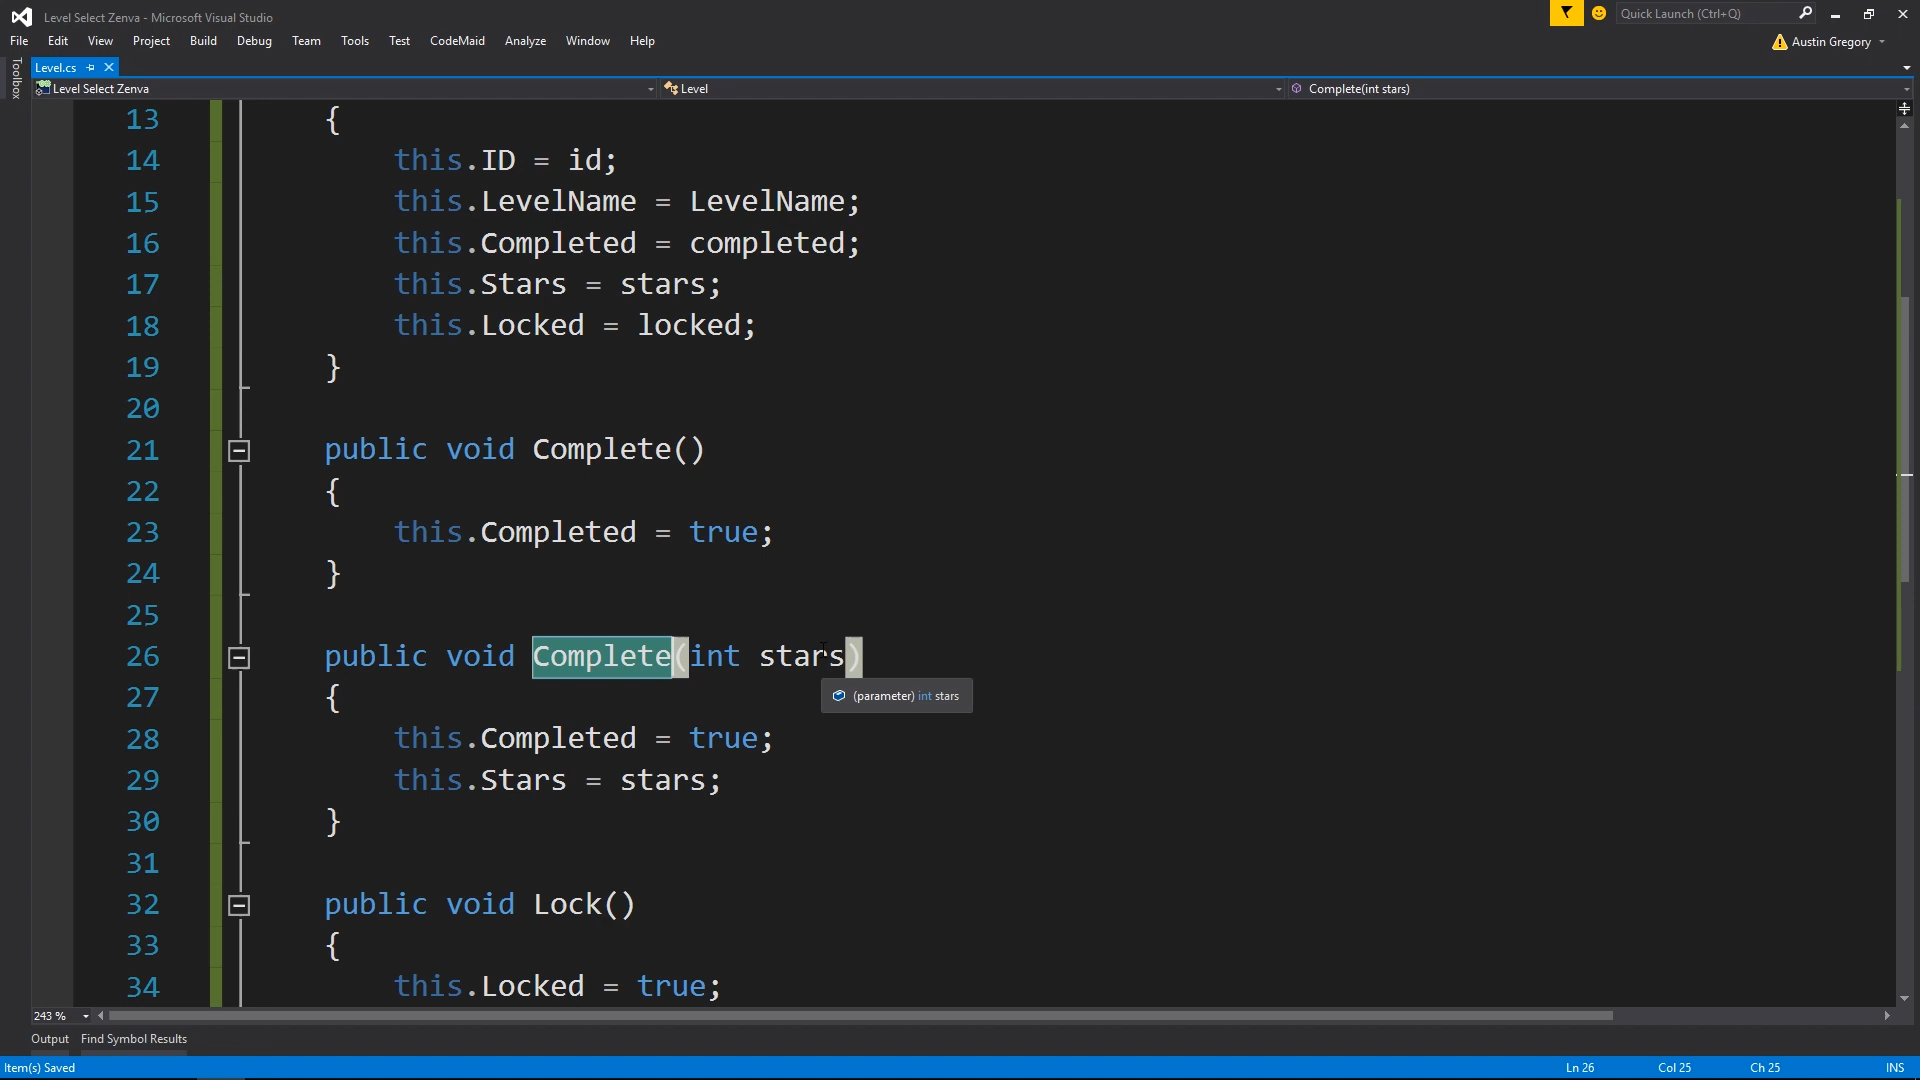 Level Select Zenva - Microsoft Visual Studio
Quick Launch (Ctrl+Q)
File Edit View Project Build Debug Team Tools Test CodeMaid Analyze Window Help
Austin Gregory
Toolbox
Level.cs
Level Select Zenva Level Complete(int stars)
13 {
14 this.ID = id;
15 this.LevelName = LevelName;
16 this.Completed = completed;
17 this.Stars = stars;
18 this.Locked = locked;
19 }
20
21 public void Complete()
22 {
23 this.Completed = true;
24 }
25
26 public void Complete(int stars)
27 {
(parameter) int stars
28 this.Completed = true;
29 this.Stars = stars;
30 }
31
32 public void Lock()
33 {
34 this.Locked = true;
243 %
Output Find Symbol Results
Item(s) Saved Ln 26 Col 25 Ch 25 INS